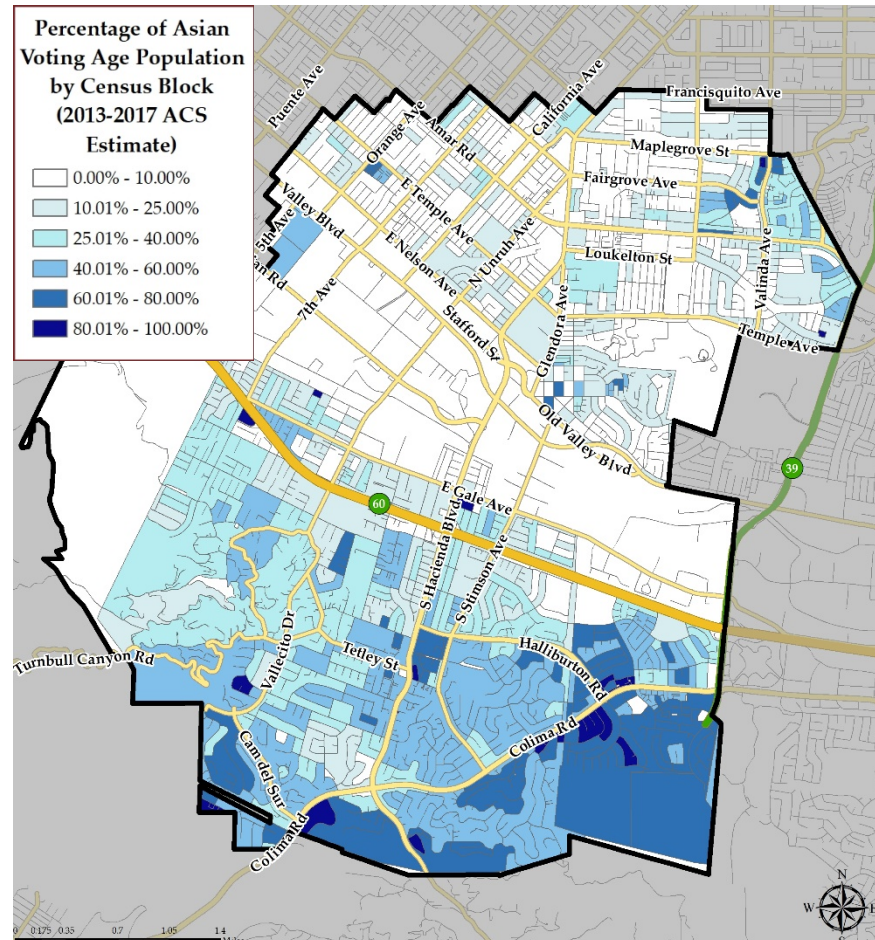 Percentage of Asian
Voting Age Population
by Census Block
(2013-2017 ACS
Estimate)
0.00% - 10.00%
10.01% - 25.00%
25.01% - 40.00%
40.01% - 60.00%
60.01% - 80.00%
80.01% - 100.00%
Puente Ave
Orange Ave
Amar Rd
California Ave
Francisquito Ave
Maplegrove St
Fairgrove Ave
E Temple Ave
Valley Blvd
5th Ave
E Nelson Ave
N Unruh Ave
Loukelton St
Valinda Ave
7th Ave
Stafford St
Glendora Ave
Temple Ave
Old Valley Blvd
39
60
E Gale Ave
S Hacienda Blvd
S Stimson Ave
Turnbull Canyon Rd
Vallecito Dr
Tetley St
Halliburton Rd
Colima Rd
Cam del Sur
Colima Rd
N
W
E
0 0.175 0.35 0.7 1.05 1.4